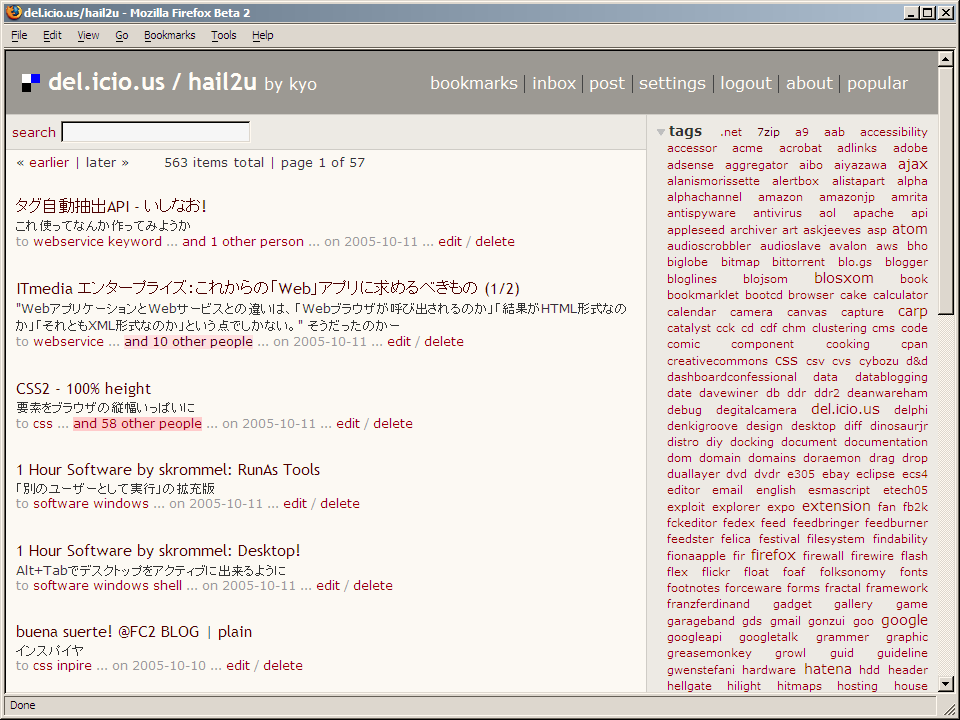 del.icio.us/hail2u - Mozilla Firefox Beta 2
File Edit View Go Bookmarks Tools Help
del.icio.us / hail2u by kyo
bookmarks | inbox | post | settings | logout | about | popular
search
« earlier | later » 563 items total | page 1 of 57
タグ自動抽出API - いしなお!
これ使ってなんか作ってみようか
to webservice keyword ... and 1 other person ... on 2005-10-11 ... edit / delete
ITmedia エンタープライズ:これからの「Web」アプリに求めるべきもの (1/2)
"WebアプリケーションとWebサービスとの違いは、「Webブラウザが呼び出されるのか」「結果がHTML形式なの
か」「それともXML形式なのか」という点でしかない。" そうだったのかー
to webservice ... and 10 other people ... on 2005-10-11 ... edit / delete
CSS2 - 100% height
要素をブラウザの縦幅いっぱいに
to css ... and 58 other people ... on 2005-10-11 ... edit / delete
1 Hour Software by skrommel: RunAs Tools
「別のユーザーとして実行」の拡充版
to software windows ... on 2005-10-11 ... edit / delete
1 Hour Software by skrommel: Desktop!
Alt+Tabでデスクトップをアクティブに出来るように
to software windows shell ... on 2005-10-11 ... edit / delete
buena suerte! @FC2 BLOG | plain
インスパイヤ
to css inpire ... on 2005-10-10 ... edit / delete
tags .net 7zip a9 aab accessibility
accessor acme acrobat adlinks adobe
adsense aggregator aibo aiyazawa ajax
alanismorissette alertbox alistapart alpha
alphachannel amazon amazonjp amrita
antispyware antivirus aol apache api
appleseed archiver art askjeeves asp atom
audioscrobbler audioslave avalon aws bho
biglobe bitmap bittorrent blo.gs blogger
bloglines blojsom blosxom book
bookmarklet bootcd browser cake calculator
calendar camera canvas capture carp
catalyst cck cd cdf chm clustering cms code
comic component cooking cpan
creativecommons css csv cvs cybozu d&d
dashboardconfessional data datablogging
date davewiner db ddr ddr2 deanwareham
debug degitalcamera del.icio.us delphi
denkigroove design desktop diff dinosaurjr
distro diy docking document documentation
dom domain domains doraemon drag drop
duallayer dvd dvdr e305 ebay eclipse ecs4
editor email english esmascript etech05
exploit explorer expo extension fan fb2k
fckeditor fedex feed feedbringer feedburner
feedster felica festival filesystem findability
fionaapple fir firefox firewall firewire flash
flex flickr float foaf folksonomy fonts
footnotes forceware forms fractal framework
franzferdinand gadget gallery game
garageband gds gmail gonzui goo google
googleapi googletalk grammer graphic
greasemonkey growl guid guideline
gwenstefani hardware hatena hdd header
hellgate hilight hitmaps hosting house
Done